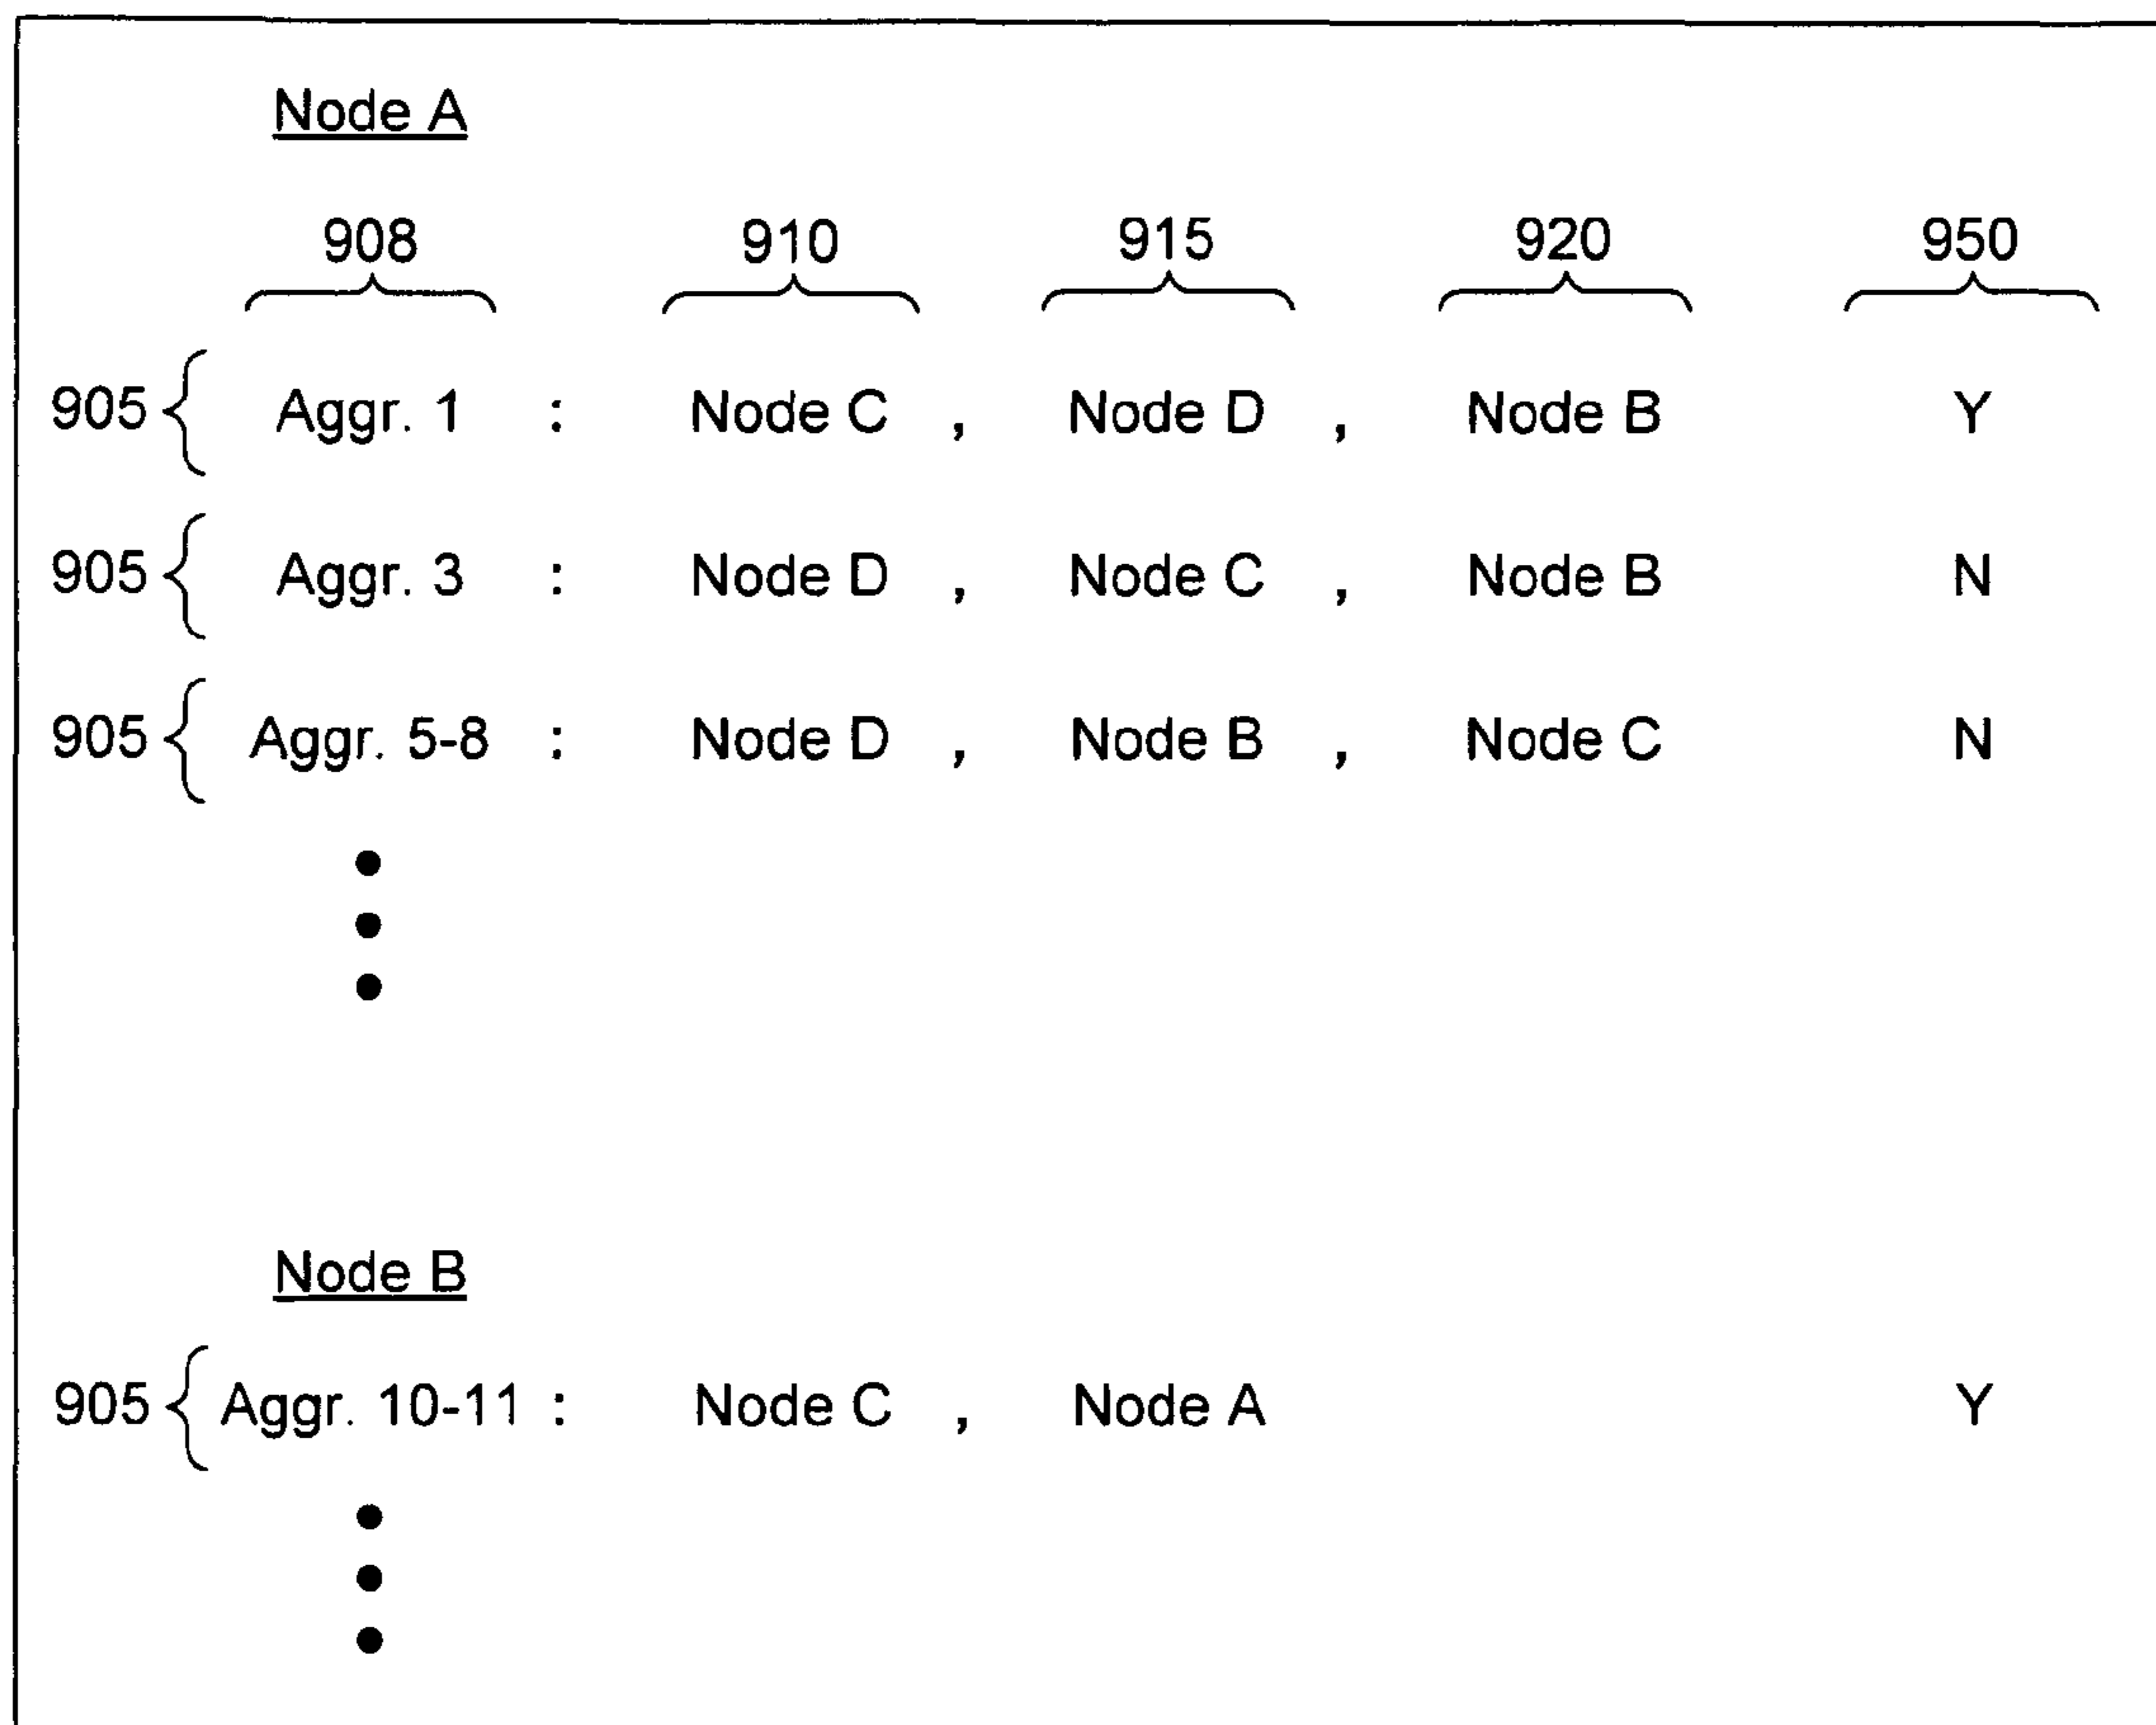 Node A
908 910 915 920 950
905 Aggr. 1 : Node C , Node D , Node B Y
905 Aggr. 3 : Node D , Node C , Node B N
905 Aggr. 5-8 : Node D , Node B , Node C N
Node B
905 Aggr. 10-11 : Node C , Node A Y